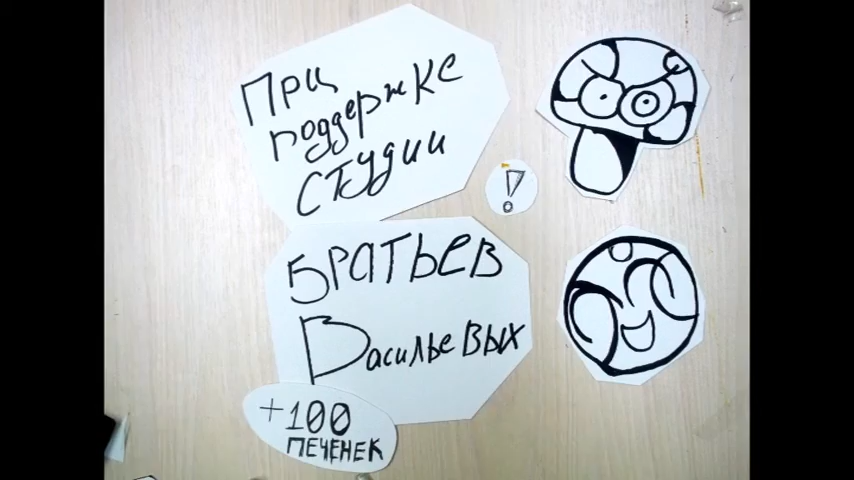 При
поддержке
студии
!
БРАТЬЕВ
Васильевых
+100
ПЕЧЕНЕК